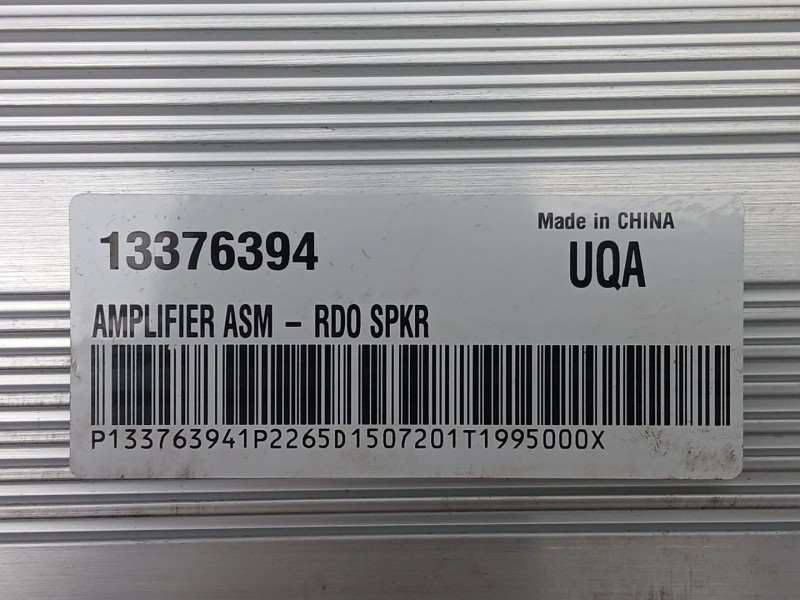 Made in CHINA
13376394
UQA
AMPLIFIER ASM – RDO SPKR
P133763941P2265D1507201T1995000X